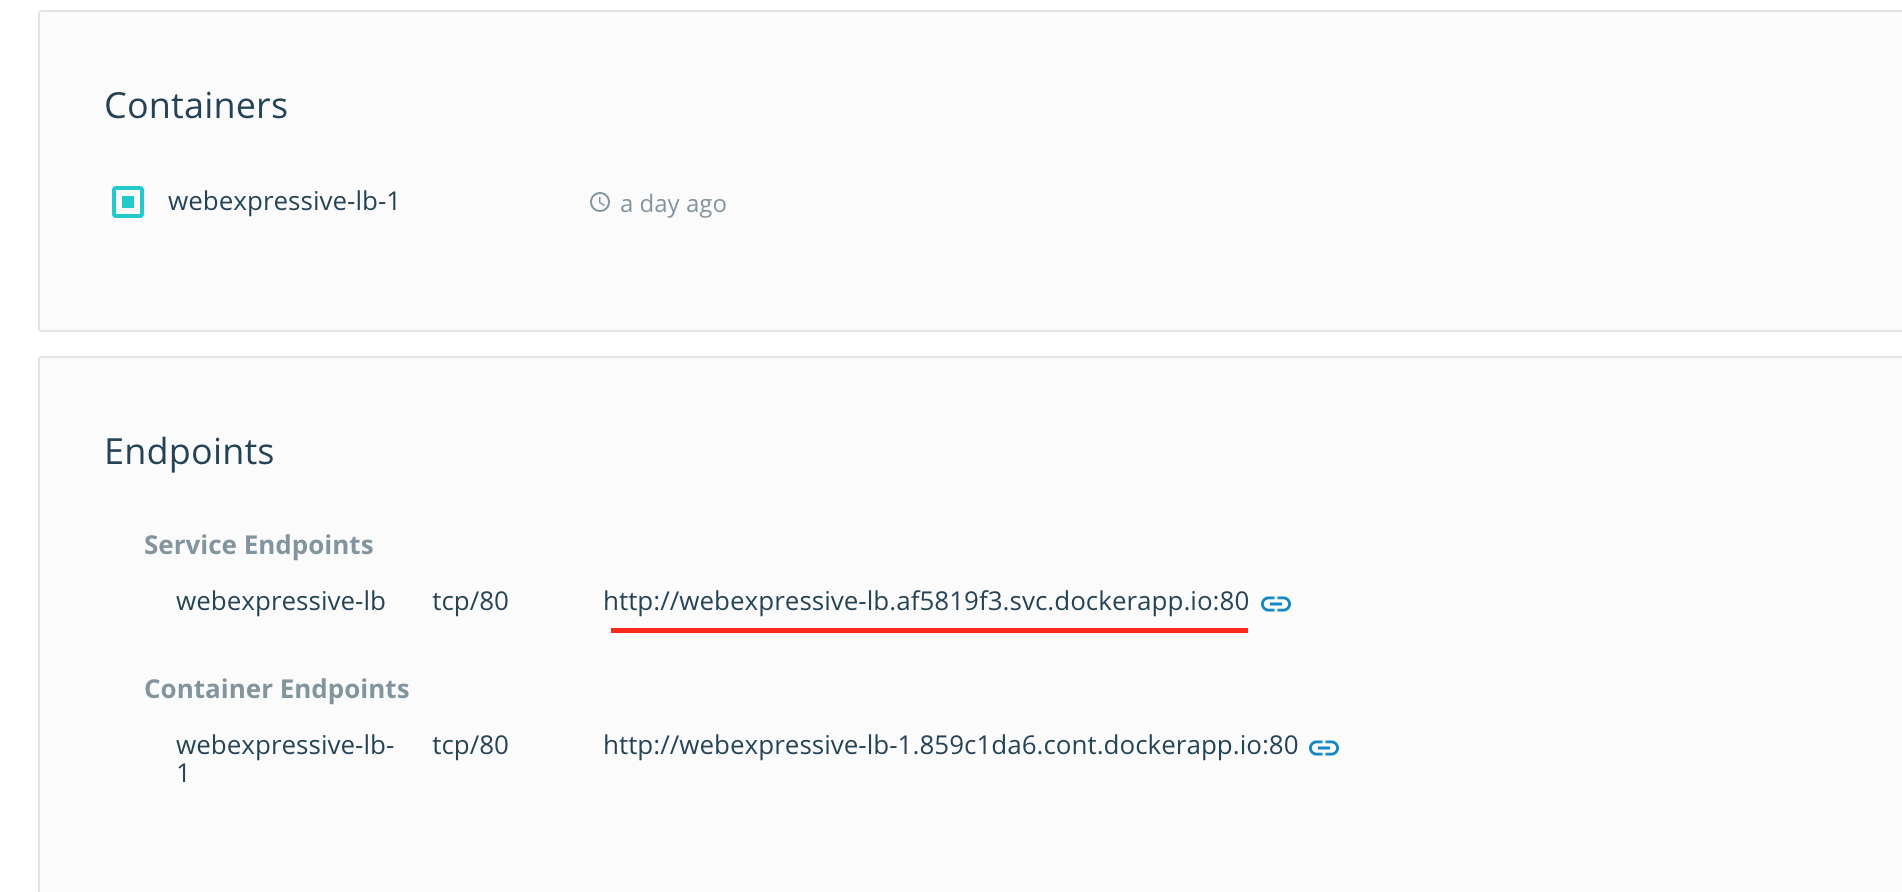 Containers
webexpressive-lb-1 a day ago
Endpoints
Service Endpoints
webexpressive-lb tcp/80 http://webexpressive-lb.af5819f3.svc.dockerapp.io:80
Container Endpoints
webexpressive-lb- tcp/80 http://webexpressive-lb-1.859c1da6.cont.dockerapp.io:80
1